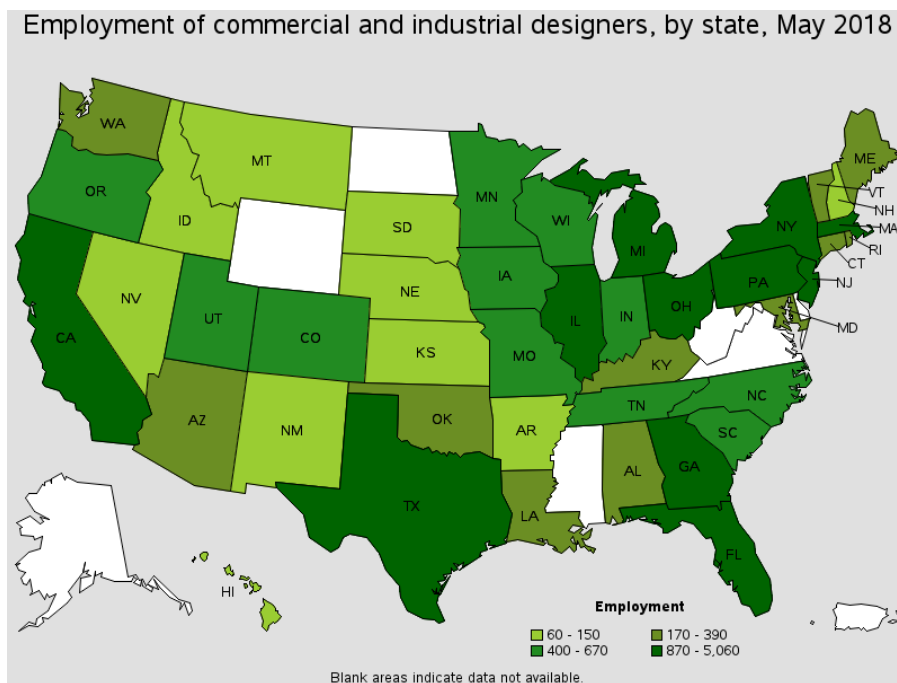 Employment of commercial and industrial designers, by state, May 2018
WA
MT
ME
VT
OR
MN
NH
ID
SD
WI
NY
MA
MI
RI
CT
NE
IA
PA
NJ
NV
OH
IL
IN
UT
CO
MD
CA
KS
MO
KY
NC
TN
OK
AZ
NM
AR
SC
GA
AL
TX
LA
FL
HI
Employment
60 - 150
170 - 390
400 - 670
870 - 5,060
Blank areas indicate data not available.